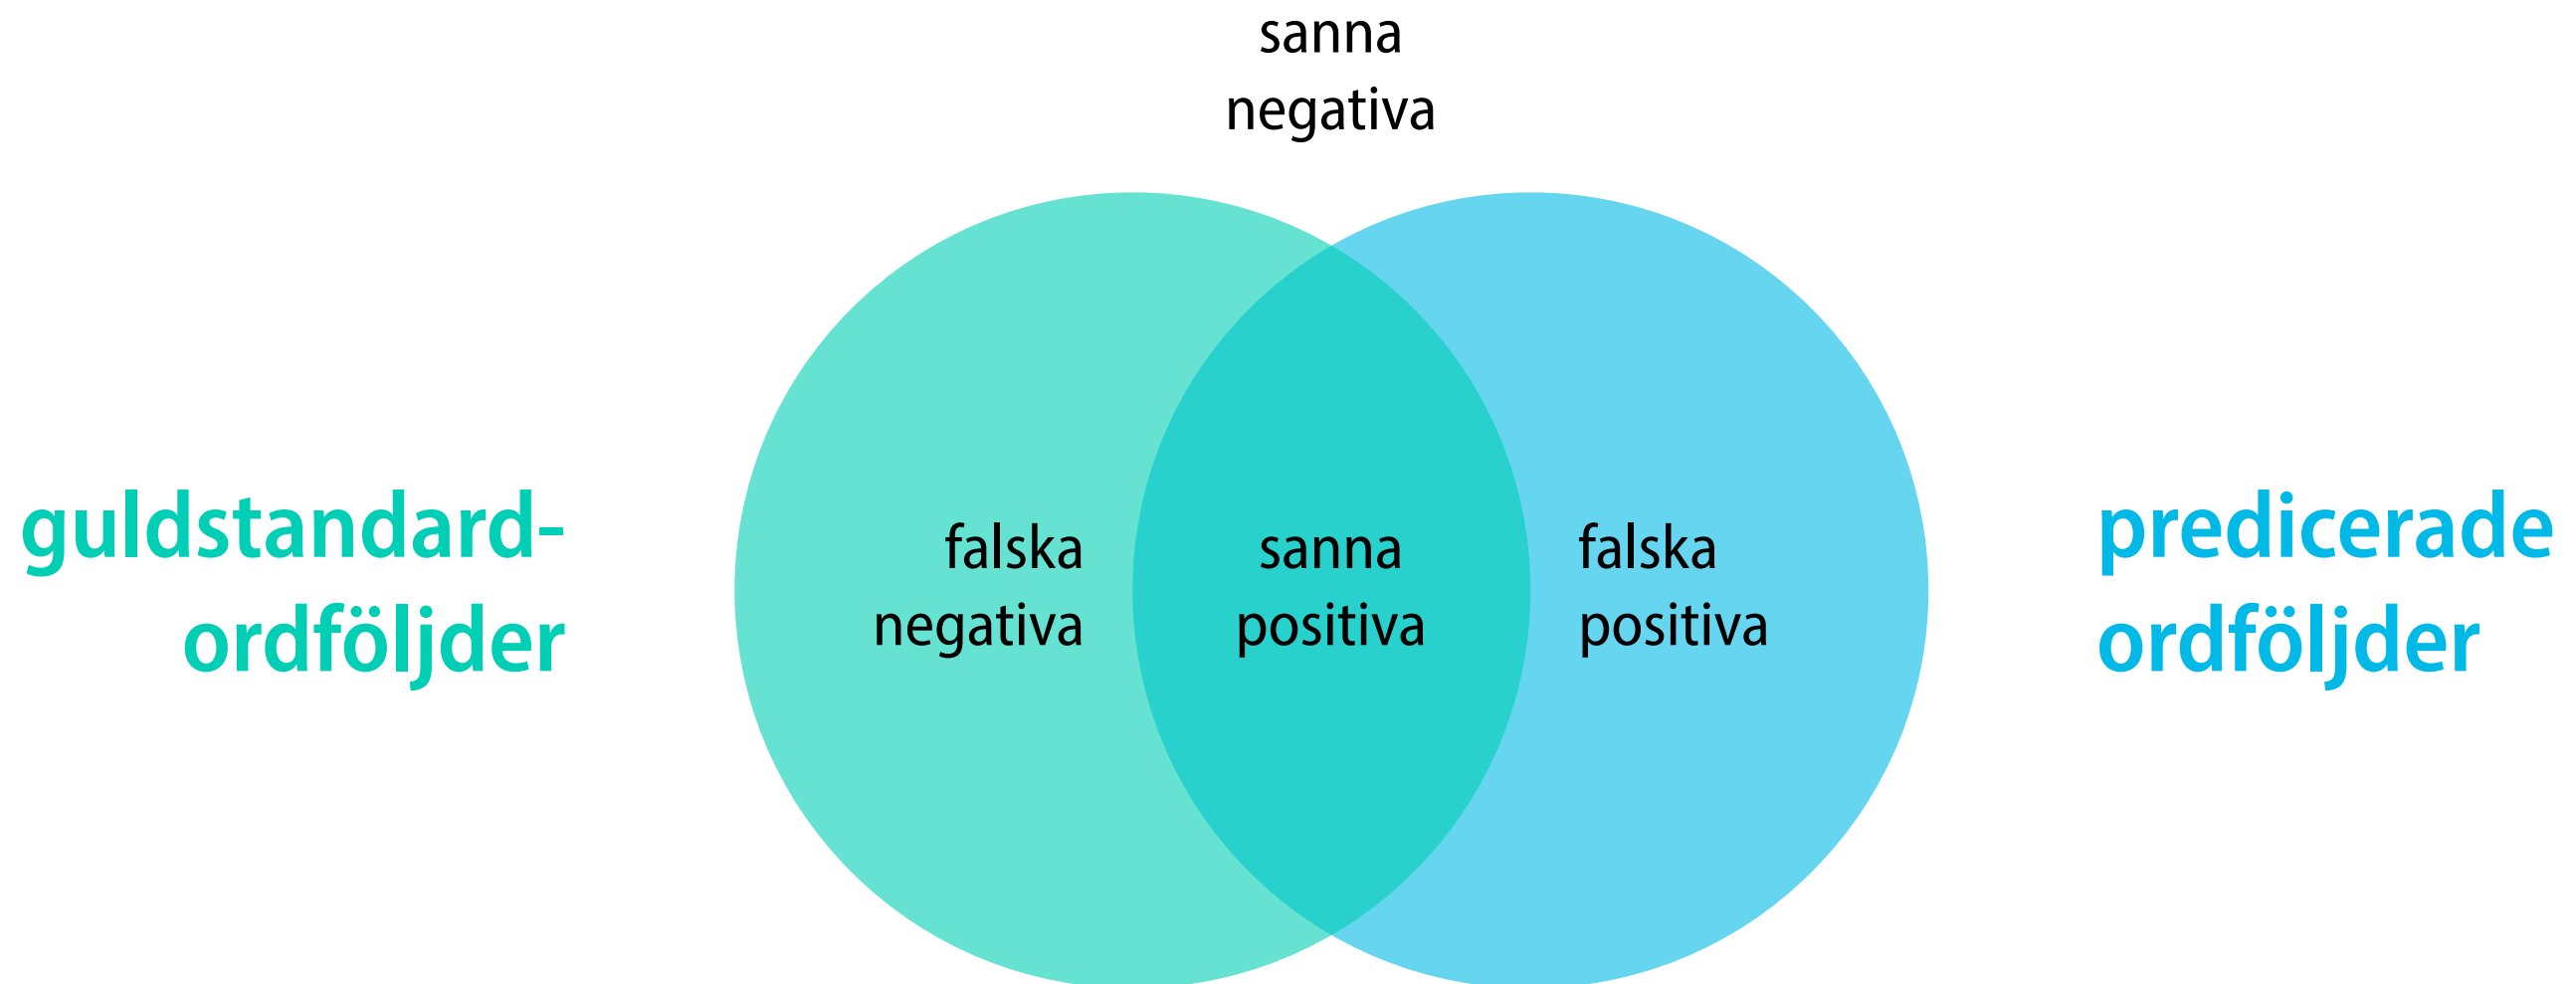 sanna
negativa
guldstandard-
ordföljder
falska
negativa
sanna
positiva
falska
positiva
predicerade
ordföljder